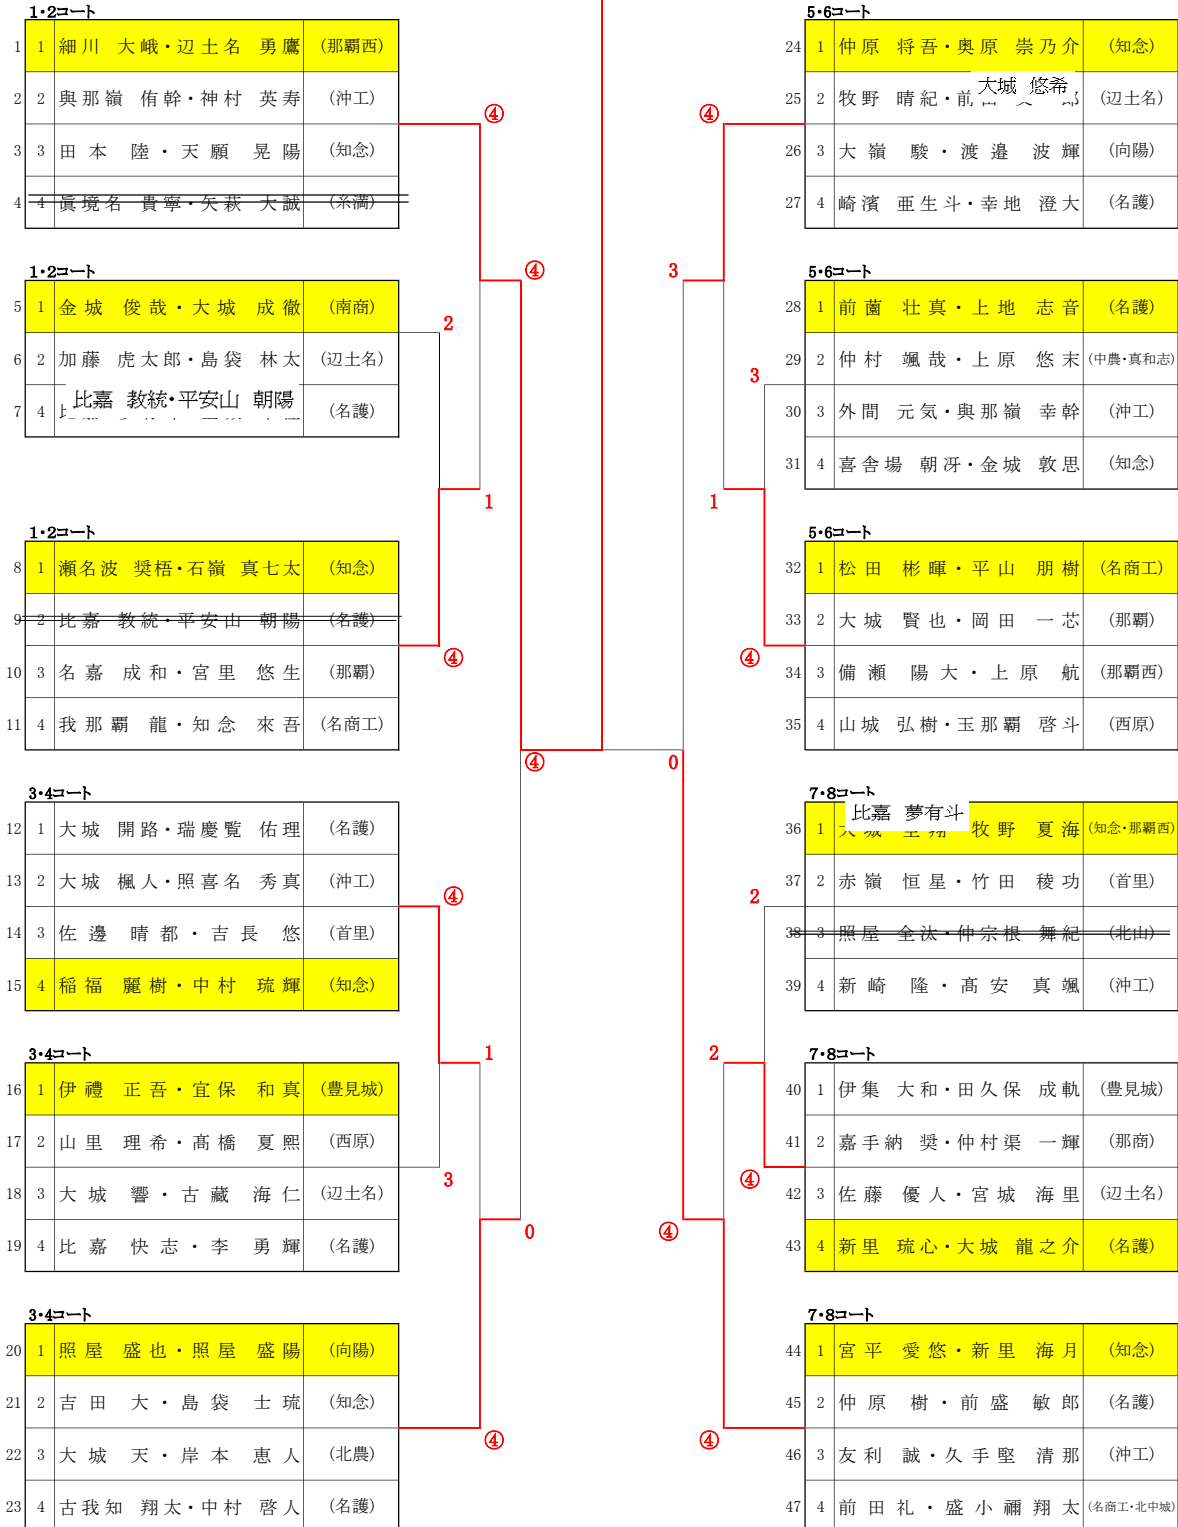 1・2コート
1 1 細川 大峨・辺土名 勇鷹 (那覇西)
2 2 與那嶺 侑幹・神村 英寿 (沖工)
3 3 田本 陸・天願 晃陽 (知念)
4 4 眞境名 貴寧・矢萩 大誠 (糸満)
④
④
1・2コート
5 1 金城 俊哉・大城 成徹 (南商)
6 2 加藤 虎太郎・島袋 林太 (辺土名)
7 4 比嘉 教統・平安山 朝陽 (名護)
2
1
1・2コート
8 1 瀬名波 奨梧・石嶺 真七太 (知念)
9 2 比嘉 教統・平安山 朝陽 (名護)
10 3 名嘉 成和・宮里 悠生 (那覇)
11 4 我那覇 龍・知念 來吾 (名商工)
④
④
3・4コート
12 1 大城 開路・瑞慶覧 佑理 (名護)
13 2 大城 楓人・照喜名 秀真 (沖工)
14 3 佐邊 晴都・吉長 悠 (首里)
15 4 稲福 麗樹・中村 琉輝 (知念)
④
1
3・4コート
16 1 伊禮 正吾・宜保 和真 (豊見城)
17 2 山里 理希・髙橋 夏熙 (西原)
18 3 大城 響・古蔵 海仁 (辺土名)
19 4 比嘉 快志・李 勇輝 (名護)
3
0
3・4コート
20 1 照屋 盛也・照屋 盛陽 (向陽)
21 2 吉田 大・島袋 士琉 (知念)
22 3 大城 天・岸本 恵人 (北農)
23 4 古我知 翔太・中村 啓人 (名護)
④
5・6コート
24 1 仲原 将吾・奥原 崇乃介 (知念)
大城 悠希
25 2 牧野 晴紀・前 郎 (辺土名)
26 3 大嶺 駿・渡邉 波輝 (向陽)
27 4 崎濱 亜生斗・幸地 澄大 (名護)
④
3
5・6コート
28 1 前薗 壮真・上地 志音 (名護)
29 2 仲村 颯哉・上原 悠末 (中農・真和志)
30 3 外間 元気・與那嶺 幸幹 (沖工)
31 4 喜舎場 朝冴・金城 敦思 (知念)
3
1
5・6コート
32 1 松田 彬暉・平山 朋樹 (名商工)
33 2 大城 賢也・岡田 一芯 (那覇)
34 3 備瀬 陽大・上原 航 (那覇西)
35 4 山城 弘樹・玉那覇 啓斗 (西原)
④
0
7・8コート
比嘉 夢有斗
36 1 牧野 夏海 (知念・那覇西)
37 2 赤嶺 恒星・竹田 稜功 (首里)
38 3 照屋 全汰・仲宗根 舞紀 (北山)
39 4 新崎 隆・髙安 真颯 (沖工)
2
2
7・8コート
40 1 伊集 大和・田久保 成軌 (豊見城)
41 2 嘉手納 奨・仲村渠 一輝 (那商)
42 3 佐藤 優人・宮城 海里 (辺土名)
43 4 新里 琉心・大城 龍之介 (名護)
④
④
7・8コート
44 1 宮平 愛悠・新里 海月 (知念)
45 2 仲原 樹・前盛 敏郎 (名護)
46 3 友利 誠・久手堅 清那 (沖工)
47 4 前田礼・盛小禰翔太 (名商工・北中城)
④